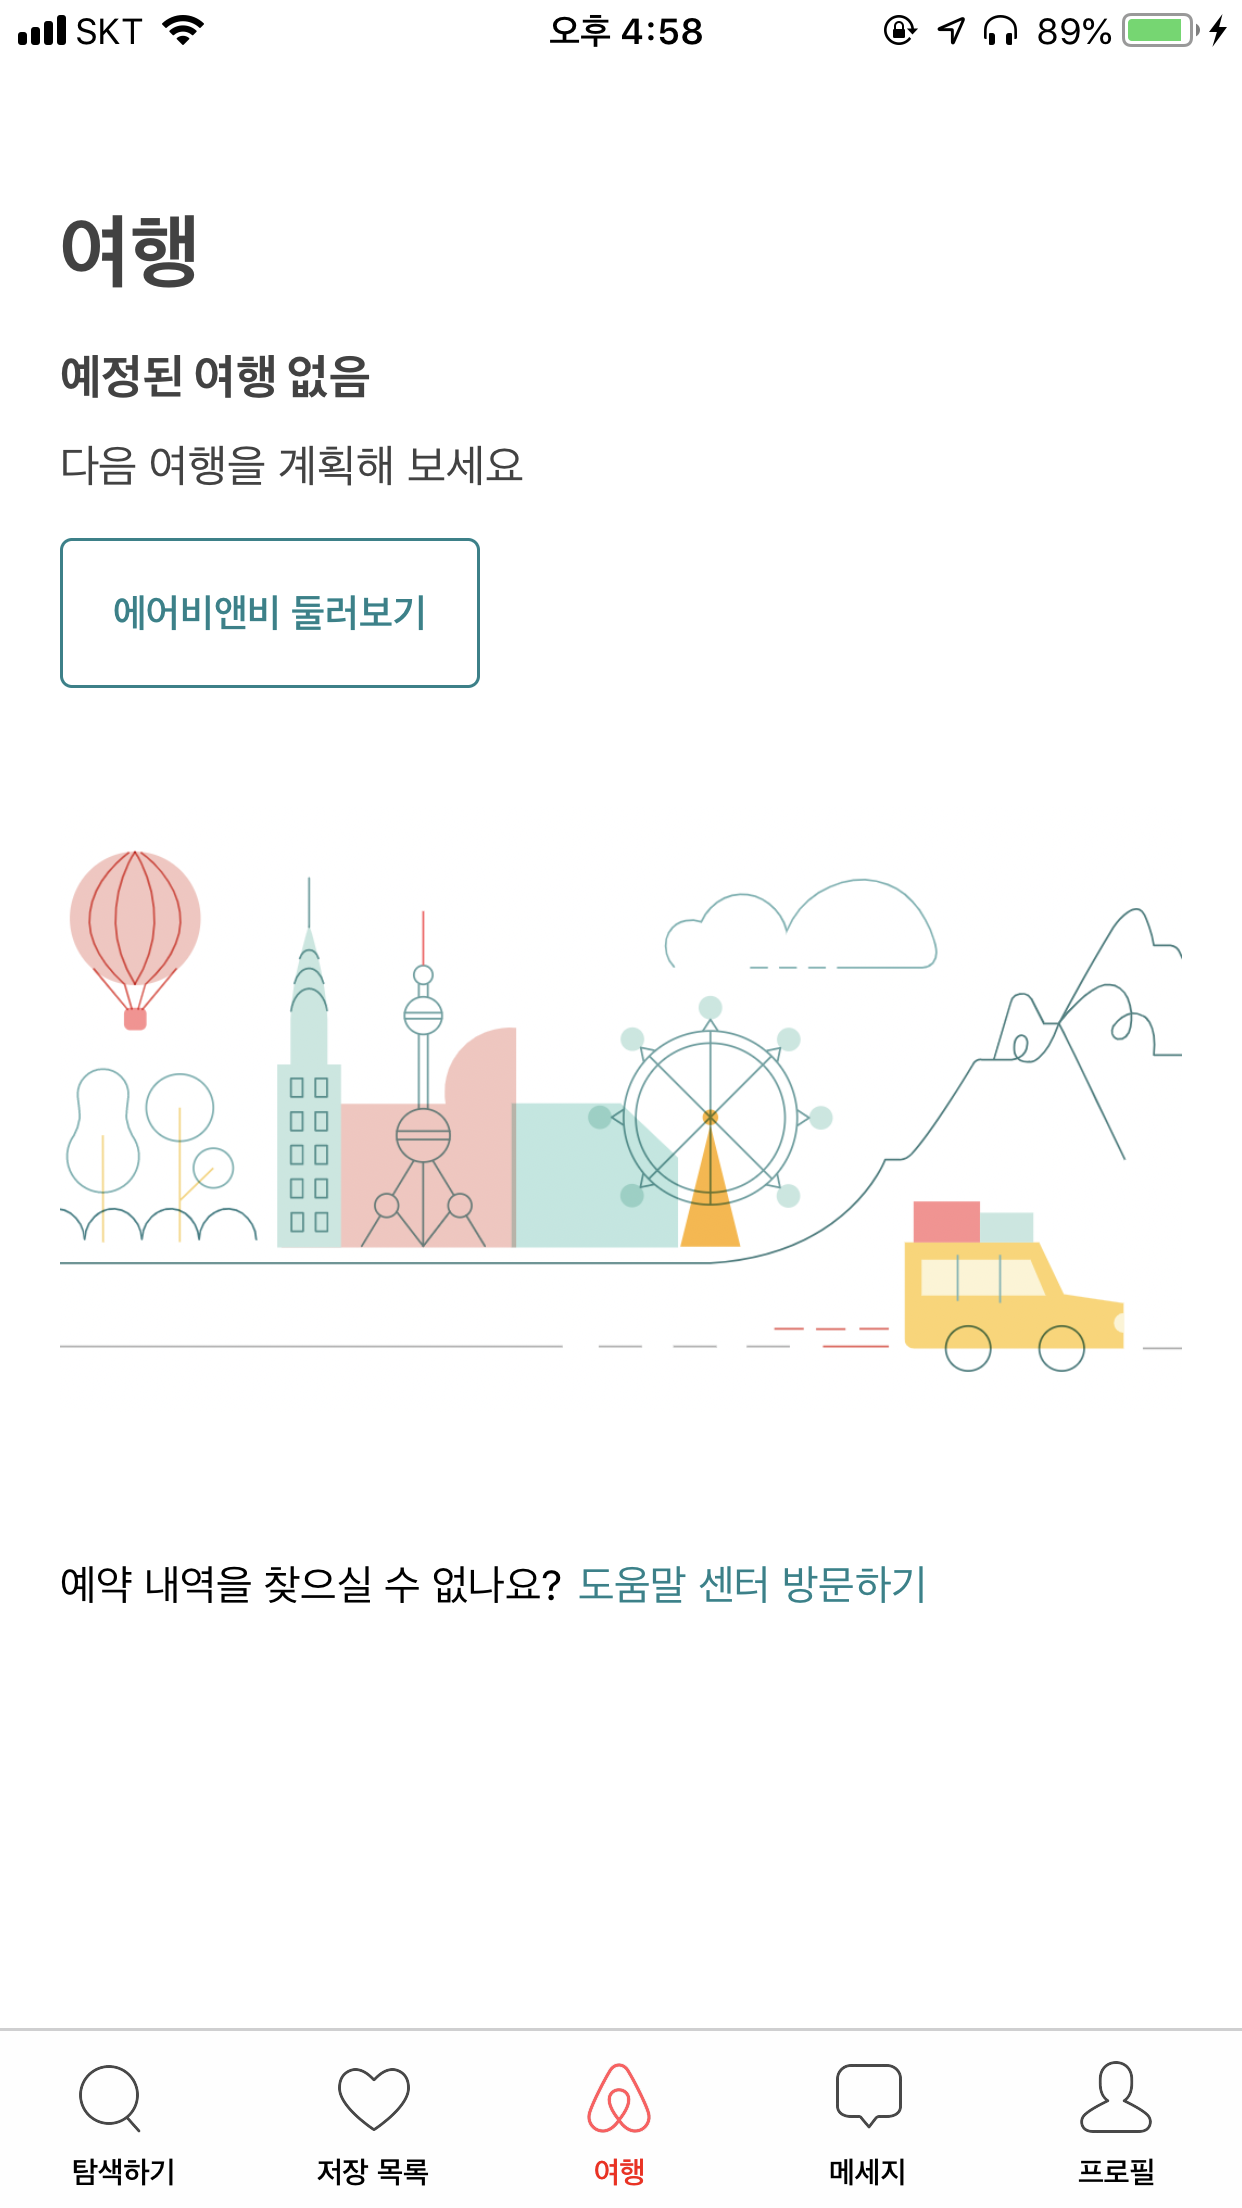 SKT 오후 4:58 89%
여행
예정된 여행 없음
다음 여행을 계획해 보세요
에어비앤비 둘러보기
예약 내역을 찾으실 수 없나요? 도움말 센터 방문하기
탐색하기 저장 목록 여행 메세지 프로필